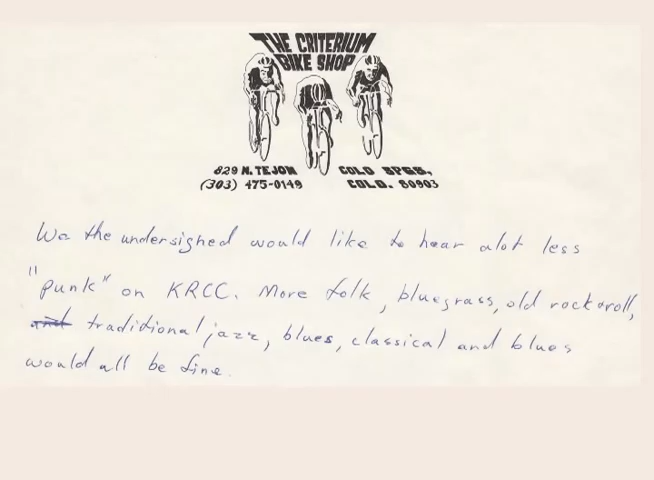 THE CRITERIUM
BIKE SHOP
829 N. TEJON COLO SPGS,
(303) 475-0149 COLO. 80903
We the undersigned would like to hear alot less
"punk" on KRCC. More folk, bluegrass, old rock+roll,
and traditional jazz, blues, classical and blues
would all be fine.